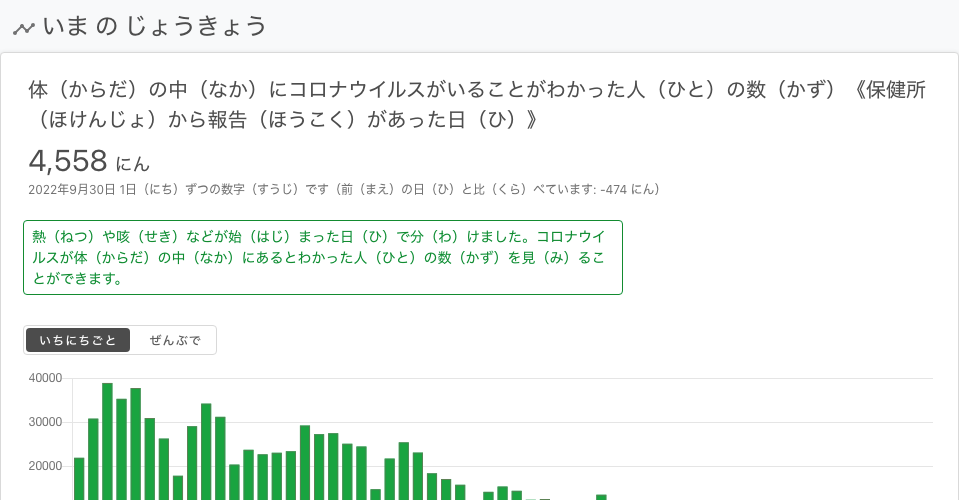 いま の じょうきょう
体（からだ）の中（なか）にコロナウイルスがいることがわかった人（ひと）の数（かず）《保健所
（ほけんじょ）から報告（ほうこく）があった日（ひ）》
4,558 にん
2022年9月30日 1日（にち）ずつの数字（すうじ）です（前（まえ）の日（ひ）と比（くら）べています: -474 にん）
熱（ねつ）や咳（せき）などが始（はじ）まった日（ひ）で分（わ）けました。コロナウイ
ルスが体（からだ）の中（なか）にあるとわかった人（ひと）の数（かず）を見（み）るこ
とができます。
いちにちごと ぜんぶで
40000
30000
20000